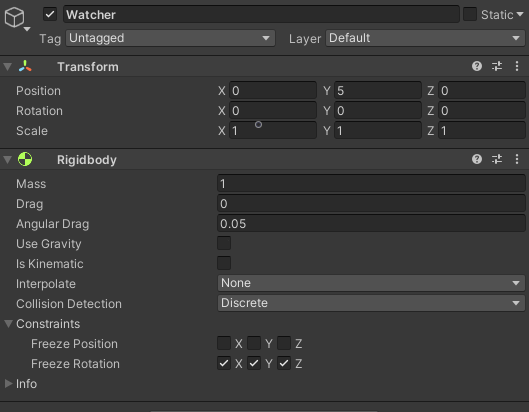 Watcher Static
Tag Untagged Layer Default
Transform
Position X 0 Y 5 Z 0
Rotation X 0 Y 0 Z 0
Scale X 1 Y 1 Z 1
Rigidbody
Mass 1
Drag 0
Angular Drag 0.05
Use Gravity
Is Kinematic
Interpolate None
Collision Detection Discrete
Constraints
Freeze Position X Y Z
Freeze Rotation X Y Z
Info